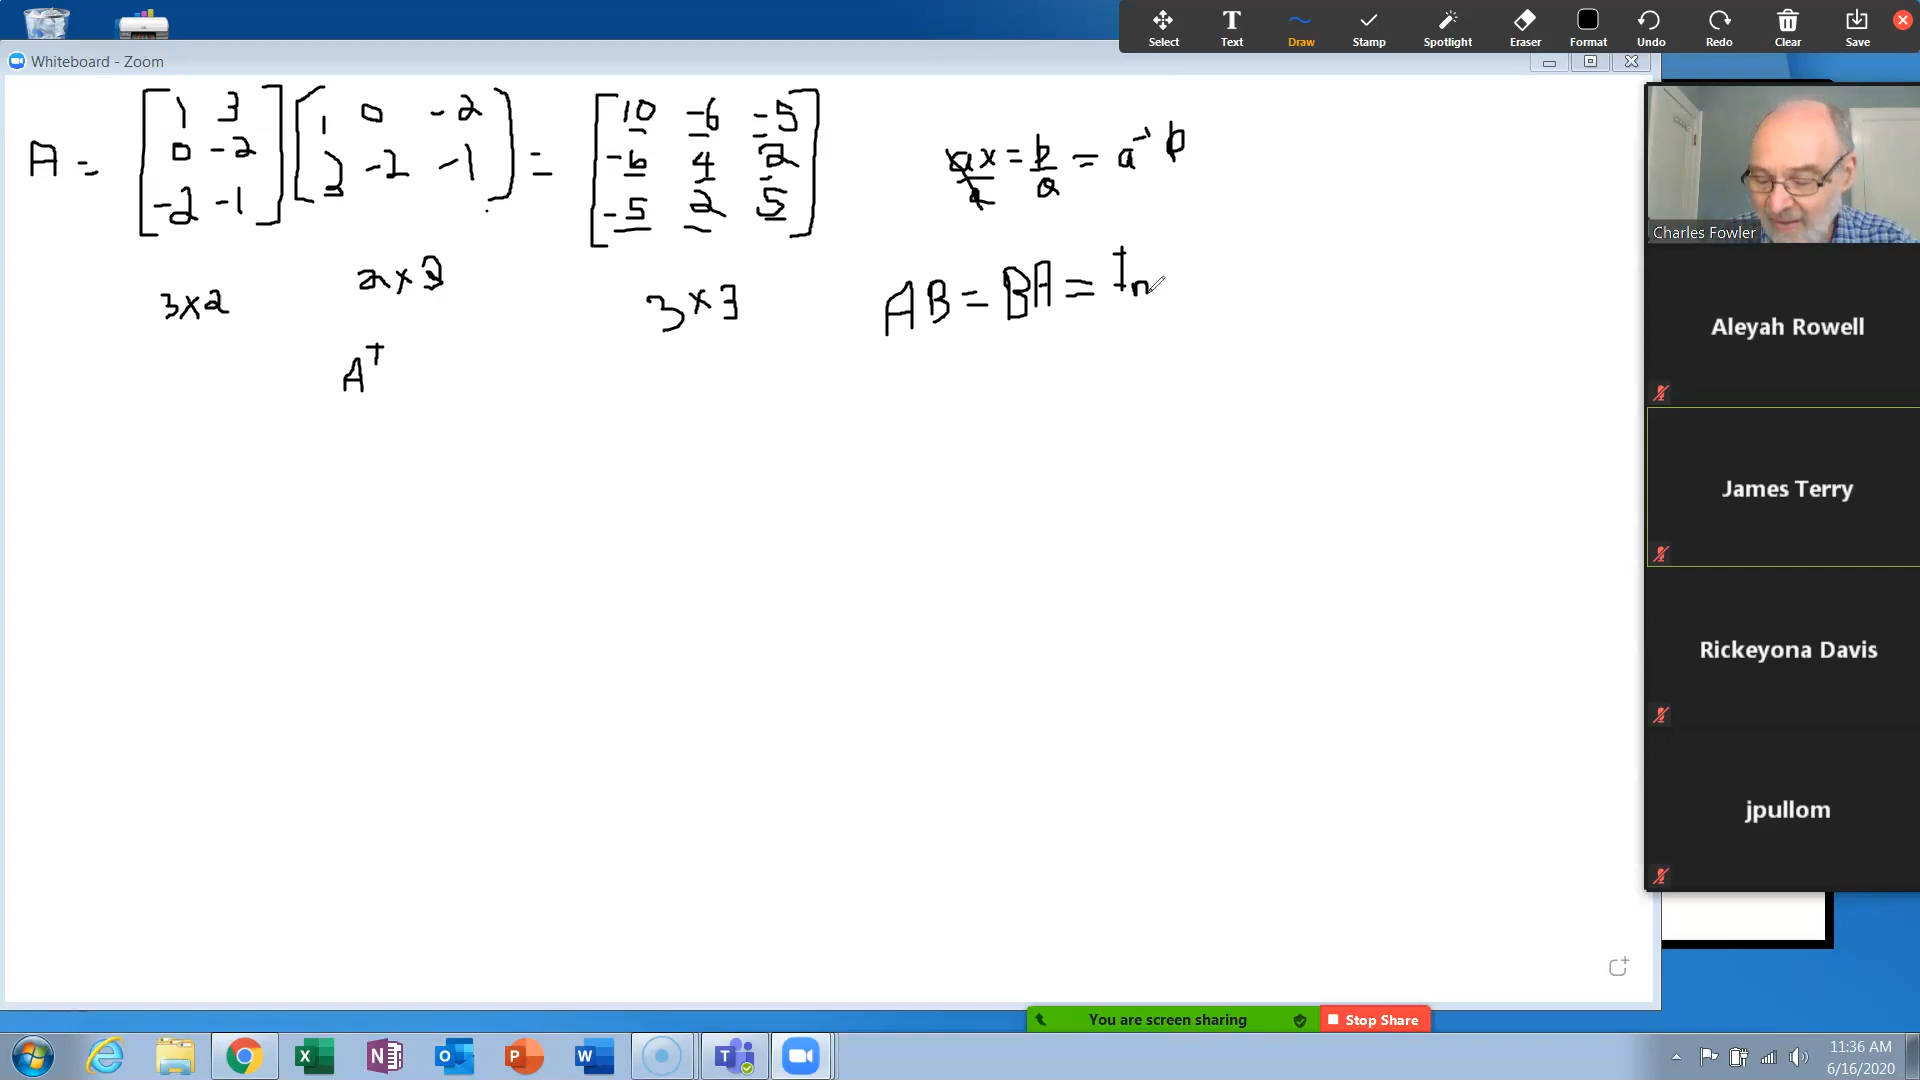 Select Text Draw Stamp Spotlight Eraser Format Undo Redo Clear Save
Whiteboard - Zoom
A = [1 3 0 -2 -2 -1] [1 0 -2 3 -2 -1] = [10 -6 -5 -6 4 2 -5 2 5]
3x2
2x3
3x3
A^T
ax/a = b/a = a^-1 b
AB = BA = In
Charles Fowler
Aleyah Rowell
James Terry
Rickeyona Davis
jpullom
You are screen sharing
Stop Share
11:36 AM
6/16/2020